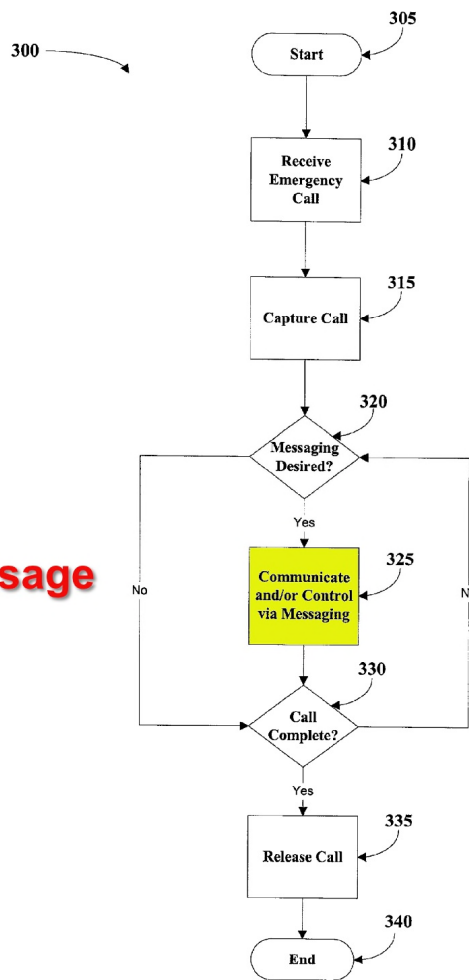 305
300
Start
310
Receive
Emergency
Call
315
Capture Call
320
Messaging
Desired?
Yes
sage
Communicate
and/or Control
via Messaging
325
No
N
330
Call
Complete?
Yes
335
Release Call
340
End